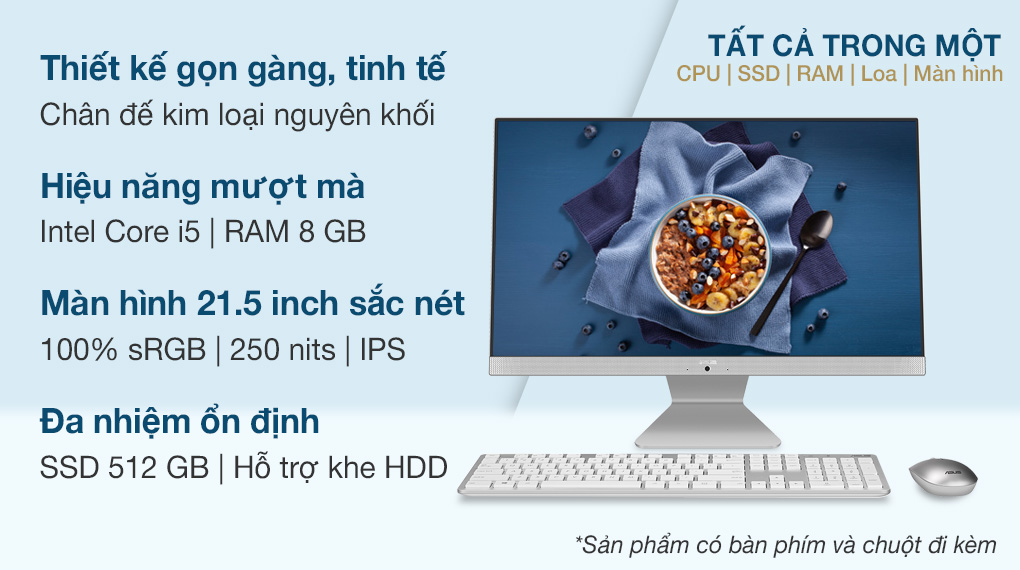 Thiết kế gọn gàng, tinh tế
Chân đế kim loại nguyên khối
Hiệu năng mượt mà
Intel Core i5 | RAM 8 GB
Màn hình 21.5 inch sắc nét
100% sRGB | 250 nits | IPS
Đa nhiệm ổn định
SSD 512 GB | Hỗ trợ khe HDD
TẤT CẢ TRONG MỘT
CPU | SSD | RAM | Loa | Màn hình
ASUS
*Sản phẩm có bàn phím và chuột đi kèm